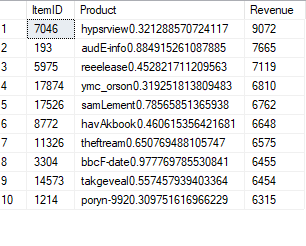 ItemID Product Revenue
1 7046 hypsrview0.321288570724117 9072
2 193 audE-info0.884915261087885 7665
3 5975 reeelease0.452821711209563 7119
4 17874 ymc_orson0.319251813809483 6810
5 17526 samLement0.78565851365938 6762
6 8772 havAkbook0.460615356421681 6648
7 11326 theftream0.650769488105747 6575
8 3304 bbcF-date0.977769785530841 6455
9 14573 takgeveal0.557457939403364 6454
10 1214 poryn-9920.309751616966229 6315